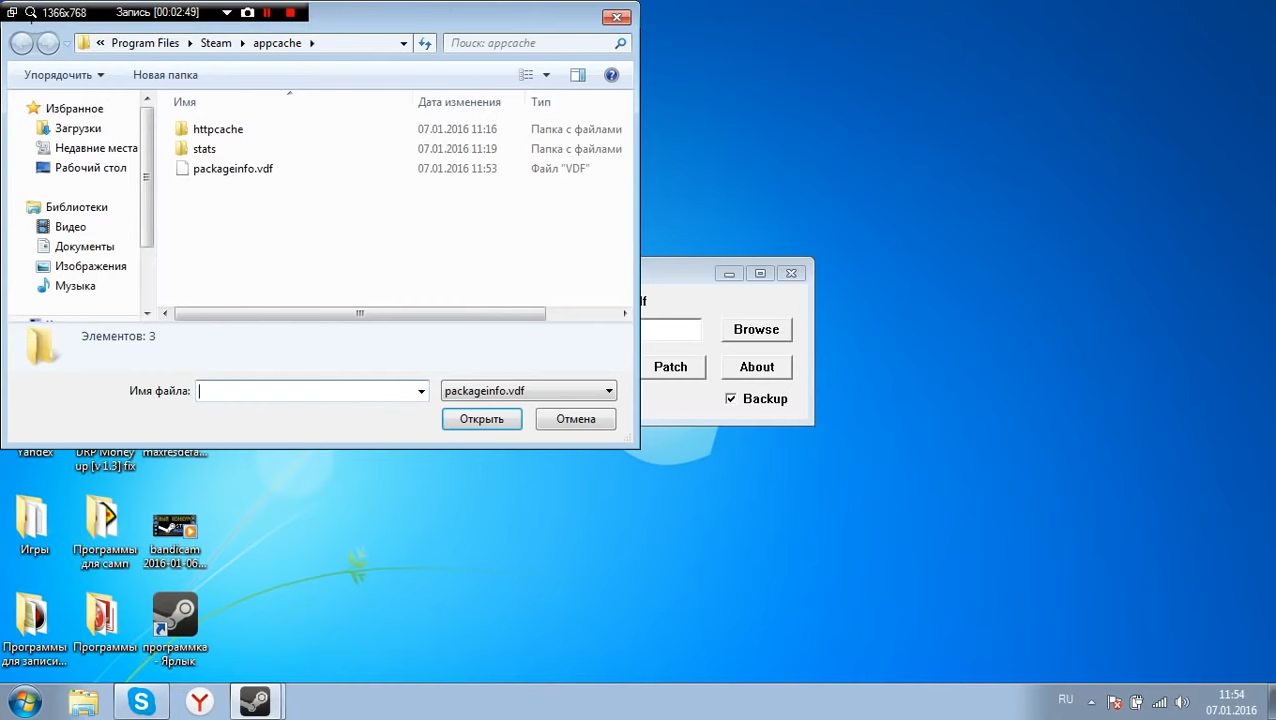 1366x768 Запись [00:02:49]
« Program Files Steam appcache Поиск: appcache
Упорядочить Новая папка
Имя Дата изменения Тип
Избранное
Загрузки
Недавние места
Рабочий стол
Библиотеки
Видео
Документы
Изображения
Музыка
httpcache 07.01.2016 11:16 Папка с файлами
stats 07.01.2016 11:19 Папка с файлами
packageinfo.vdf 07.01.2016 11:53 Файл "VDF"
Элементов: 3
Имя файла: packageinfo.vdf
Открыть Отмена
Browse
Patch About
Backup
Yandex
DRP Money
up [v 1.3] fix
maxresdefa...
Игры
Программы
для самп
bandicam
2016-01-06...
Программы
для записи...
Программы
программка
- Ярлык
RU 11:54
07.01.2016